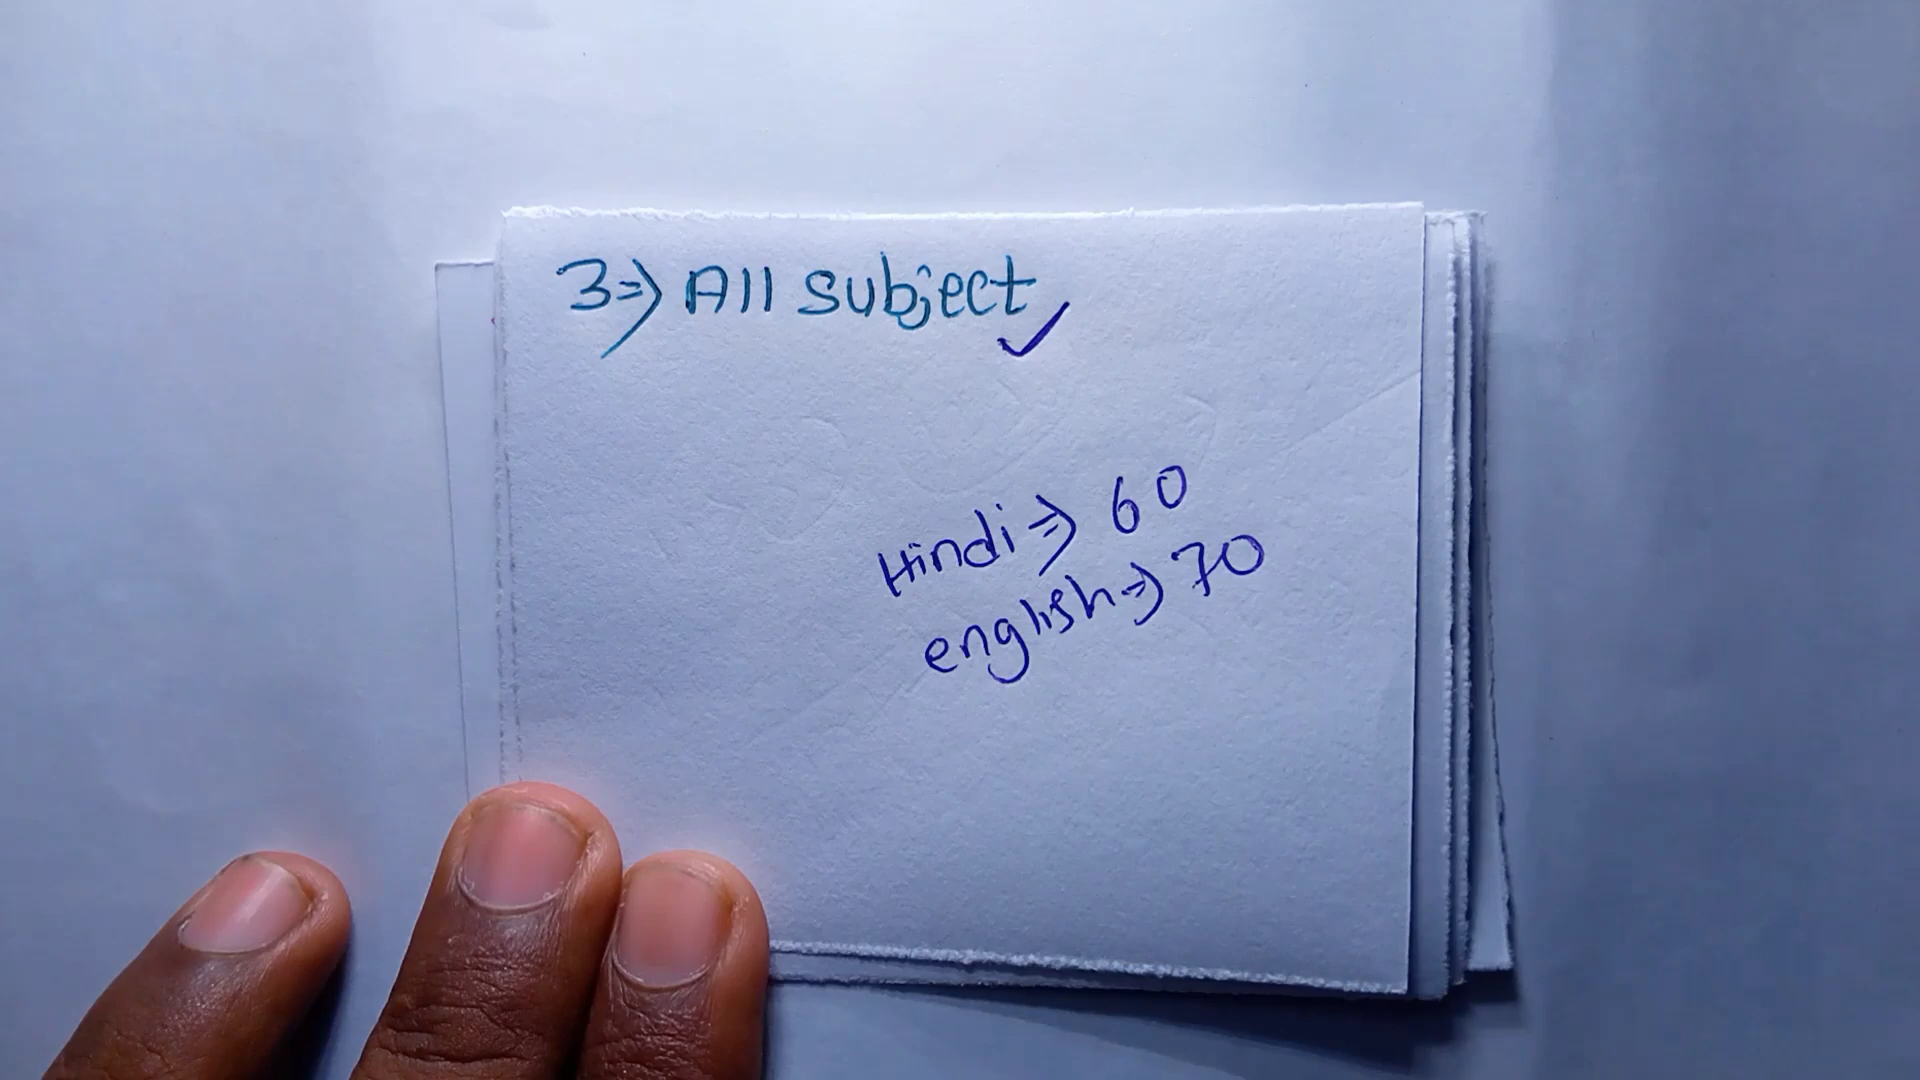 3⇒ All subject ✓
Hindi ⇒ 60
english ⇒ 70